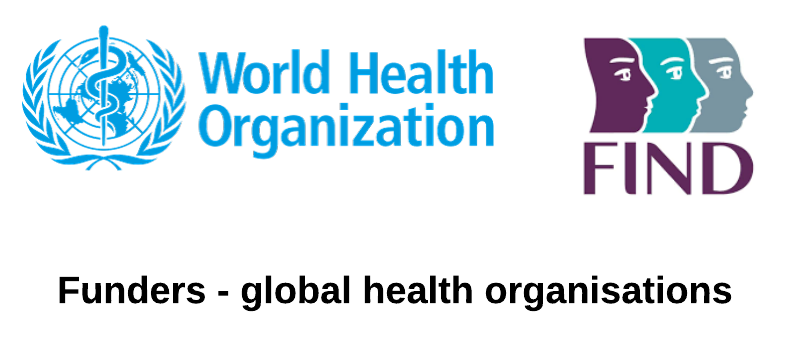 World Health
Organization
FIND
Funders - global health organisations